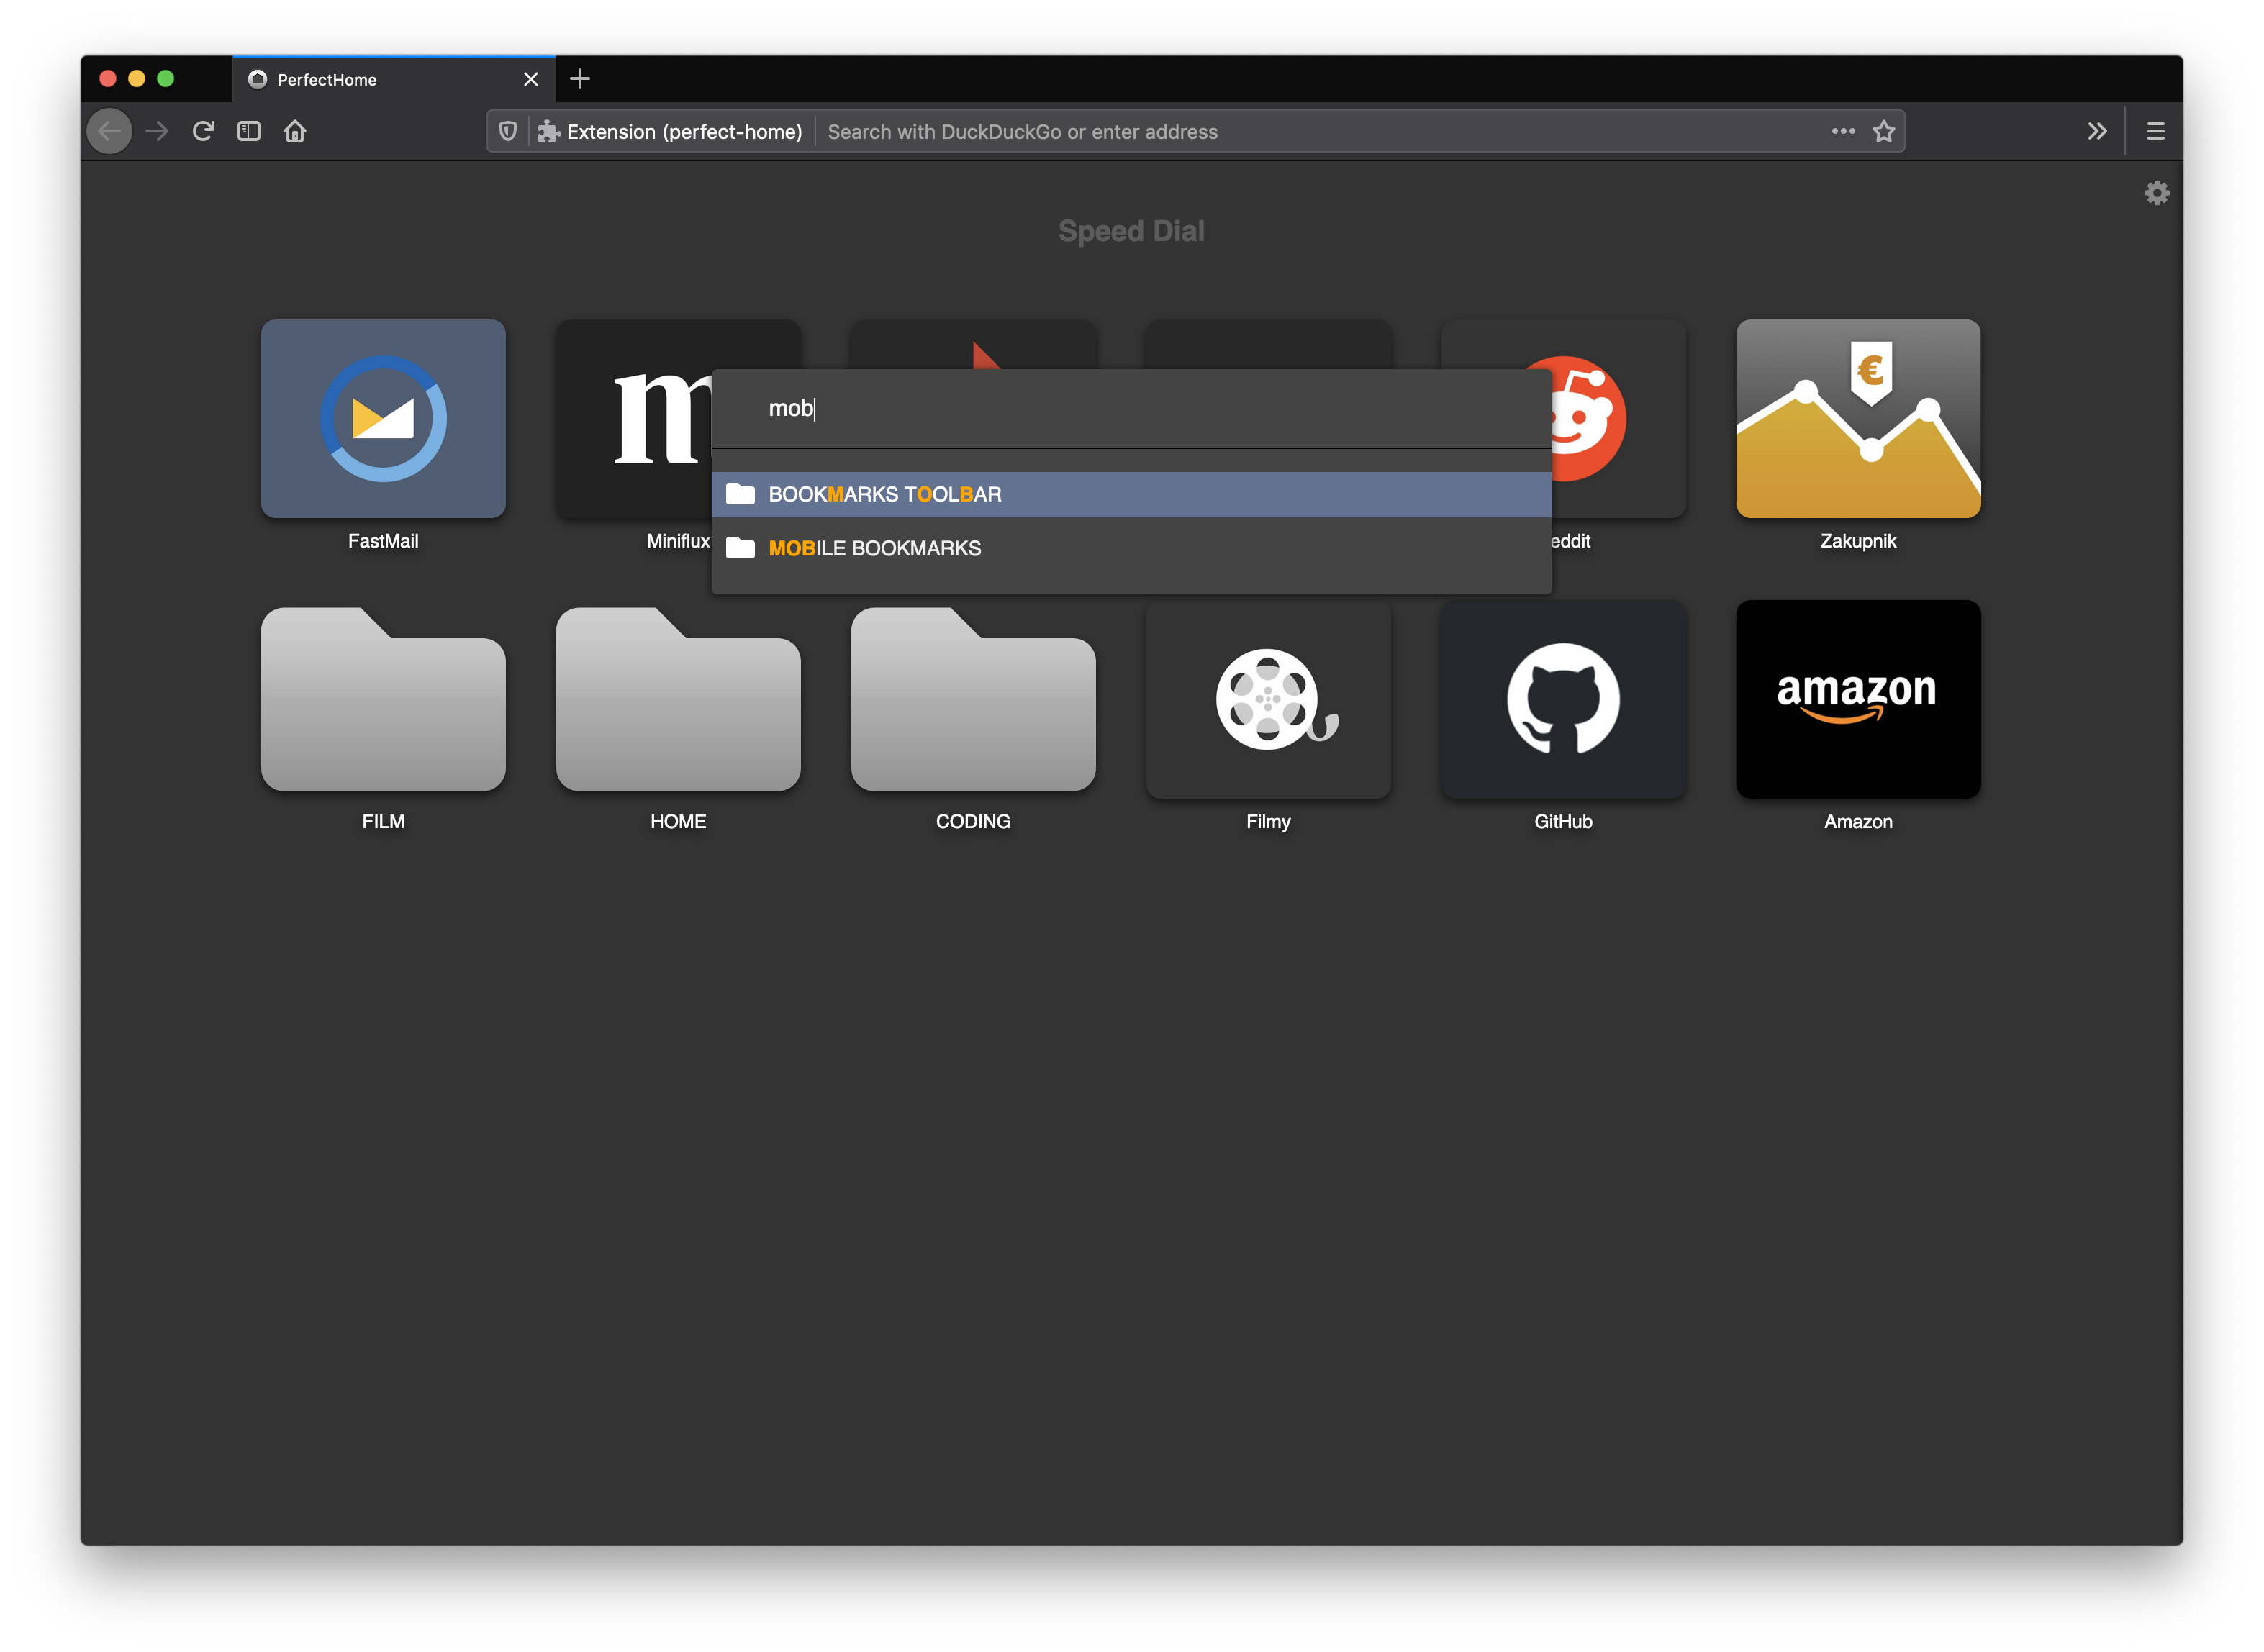 PerfectHome
Extension (perfect-home) Search with DuckDuckGo or enter address
Speed Dial
€
m
mob
BOOKMARKS TOOLBAR
MOBILE BOOKMARKS
FastMail
Miniflux
eddit
Zakupnik
amazon
FILM
HOME
CODING
Filmy
GitHub
Amazon